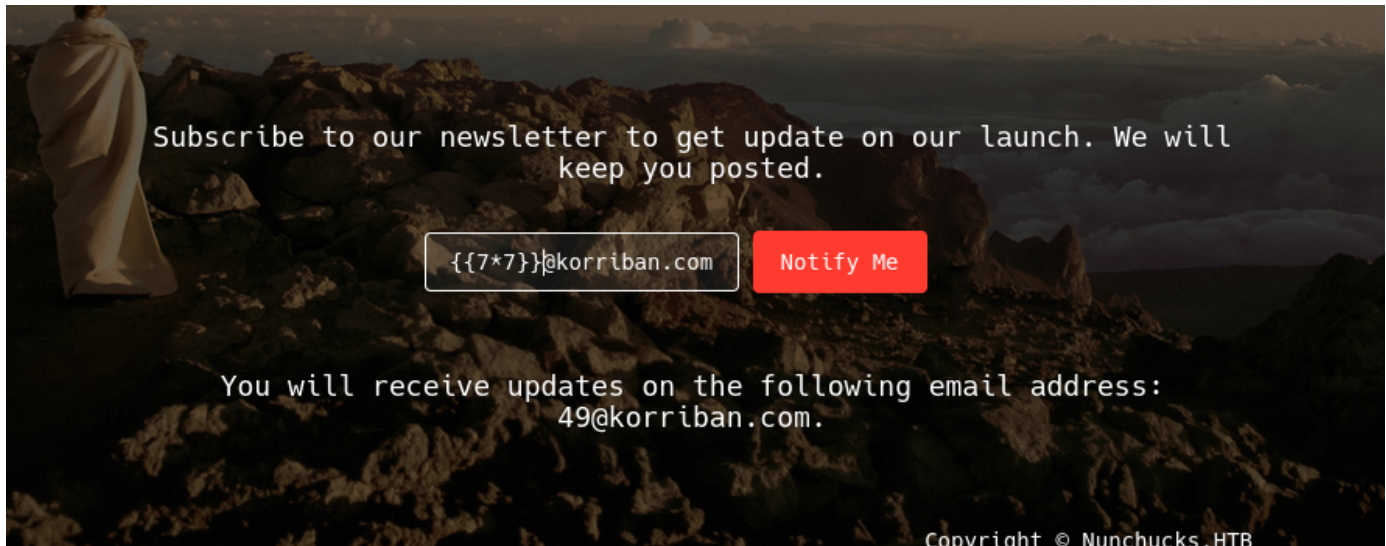 Subscribe to our newsletter to get update on our launch. We will
keep you posted.
{{7*7}}@korriban.com
Notify Me
You will receive updates on the following email address:
49@korriban.com.
Copyright © Nunchucks.HTB